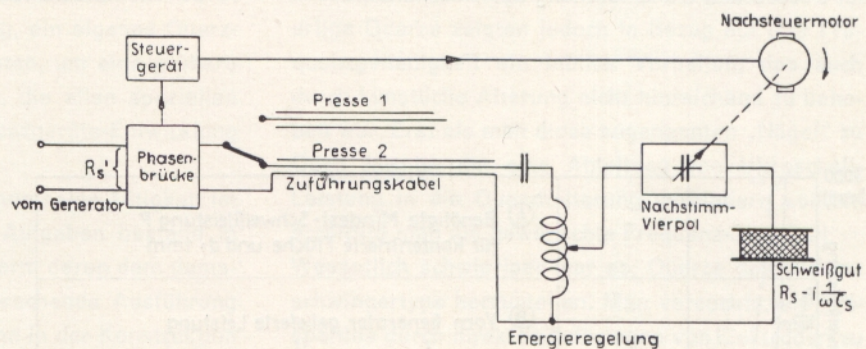 Nachsteuermotor
Steuer-
gerät
Presse 1
Phasen-
brücke
Rs'
vom Generator
Presse 2
Zuführungskabel
Nachstimm-
Vierpol
Schweißgut
Rs - i 1/ωCs
Energieregelung